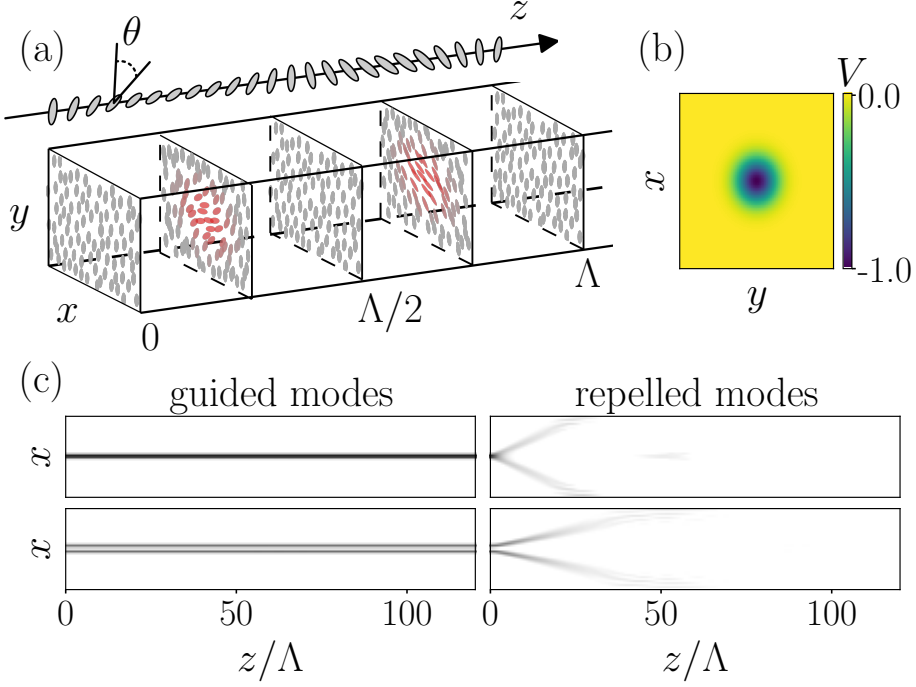 (a)
θ
z
y
x
0
Λ/2
Λ
(b)
V
0.0
-1.0
x
y
(c)
guided modes
repelled modes
x
x
0
50
100
0
50
100
z/Λ
z/Λ